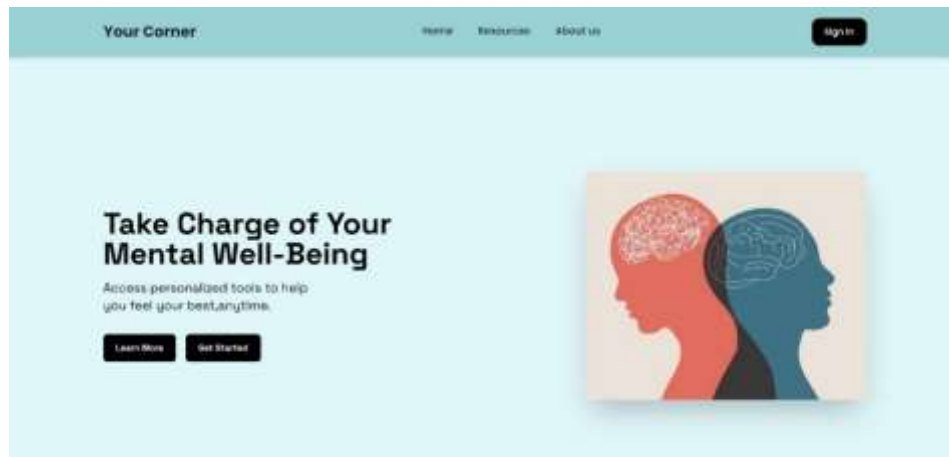 Your Corner
Home Resources About us
Sign In
Take Charge of Your
Mental Well-Being
Access personalized tools to help
you feel your best,anytime.
Learn More Get Started